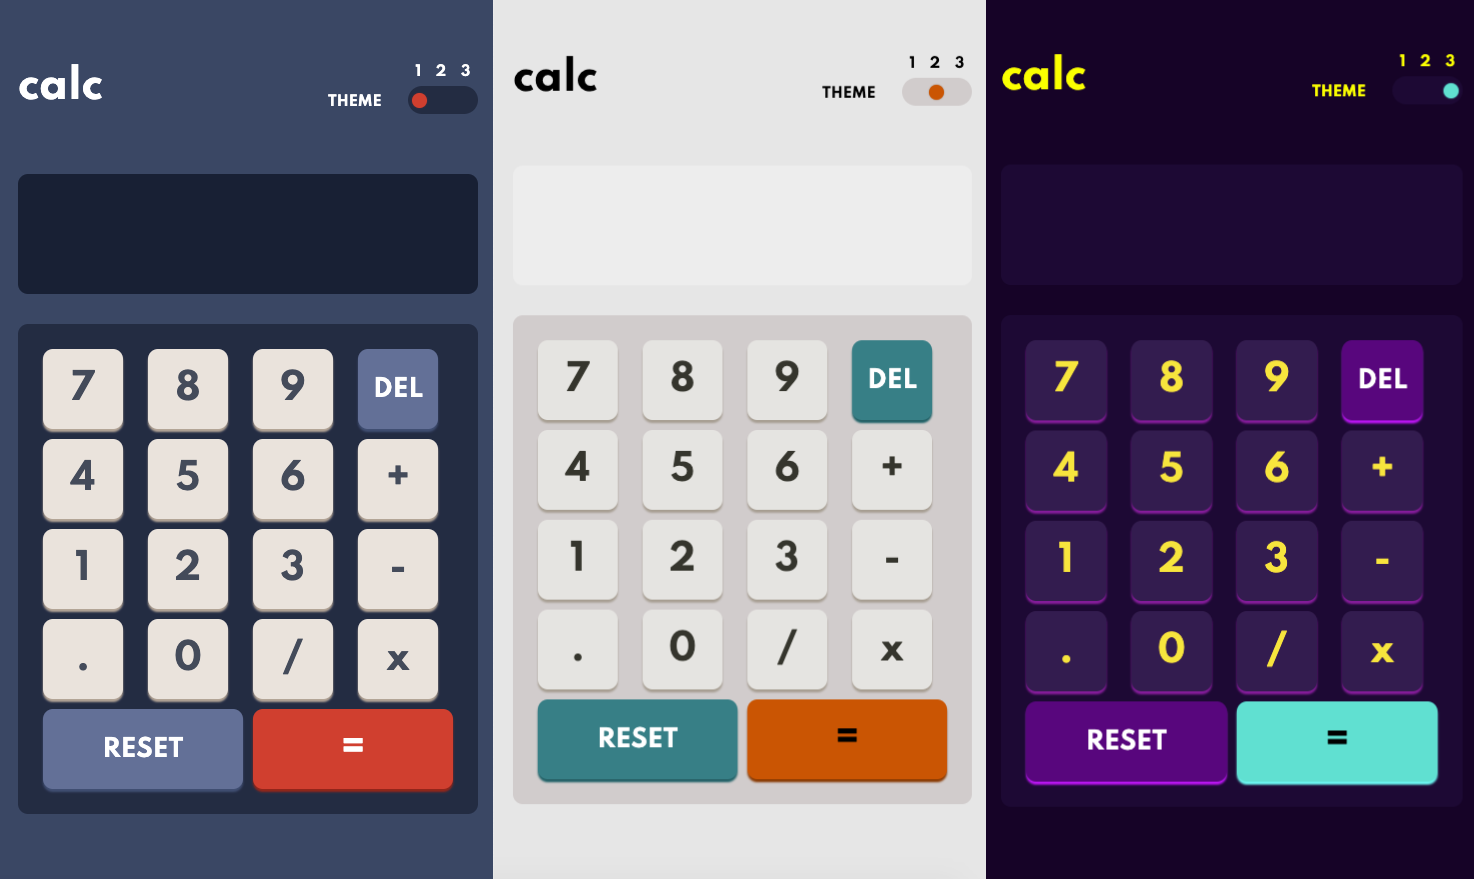 calc
1 2 3
THEME
7 8 9 DEL
4 5 6 +
1 2 3 -
. 0 / x
RESET =
calc
1 2 3
THEME
7 8 9 DEL
4 5 6 +
1 2 3 -
. 0 / x
RESET =
calc
1 2 3
THEME
7 8 9 DEL
4 5 6 +
1 2 3 -
. 0 / x
RESET =